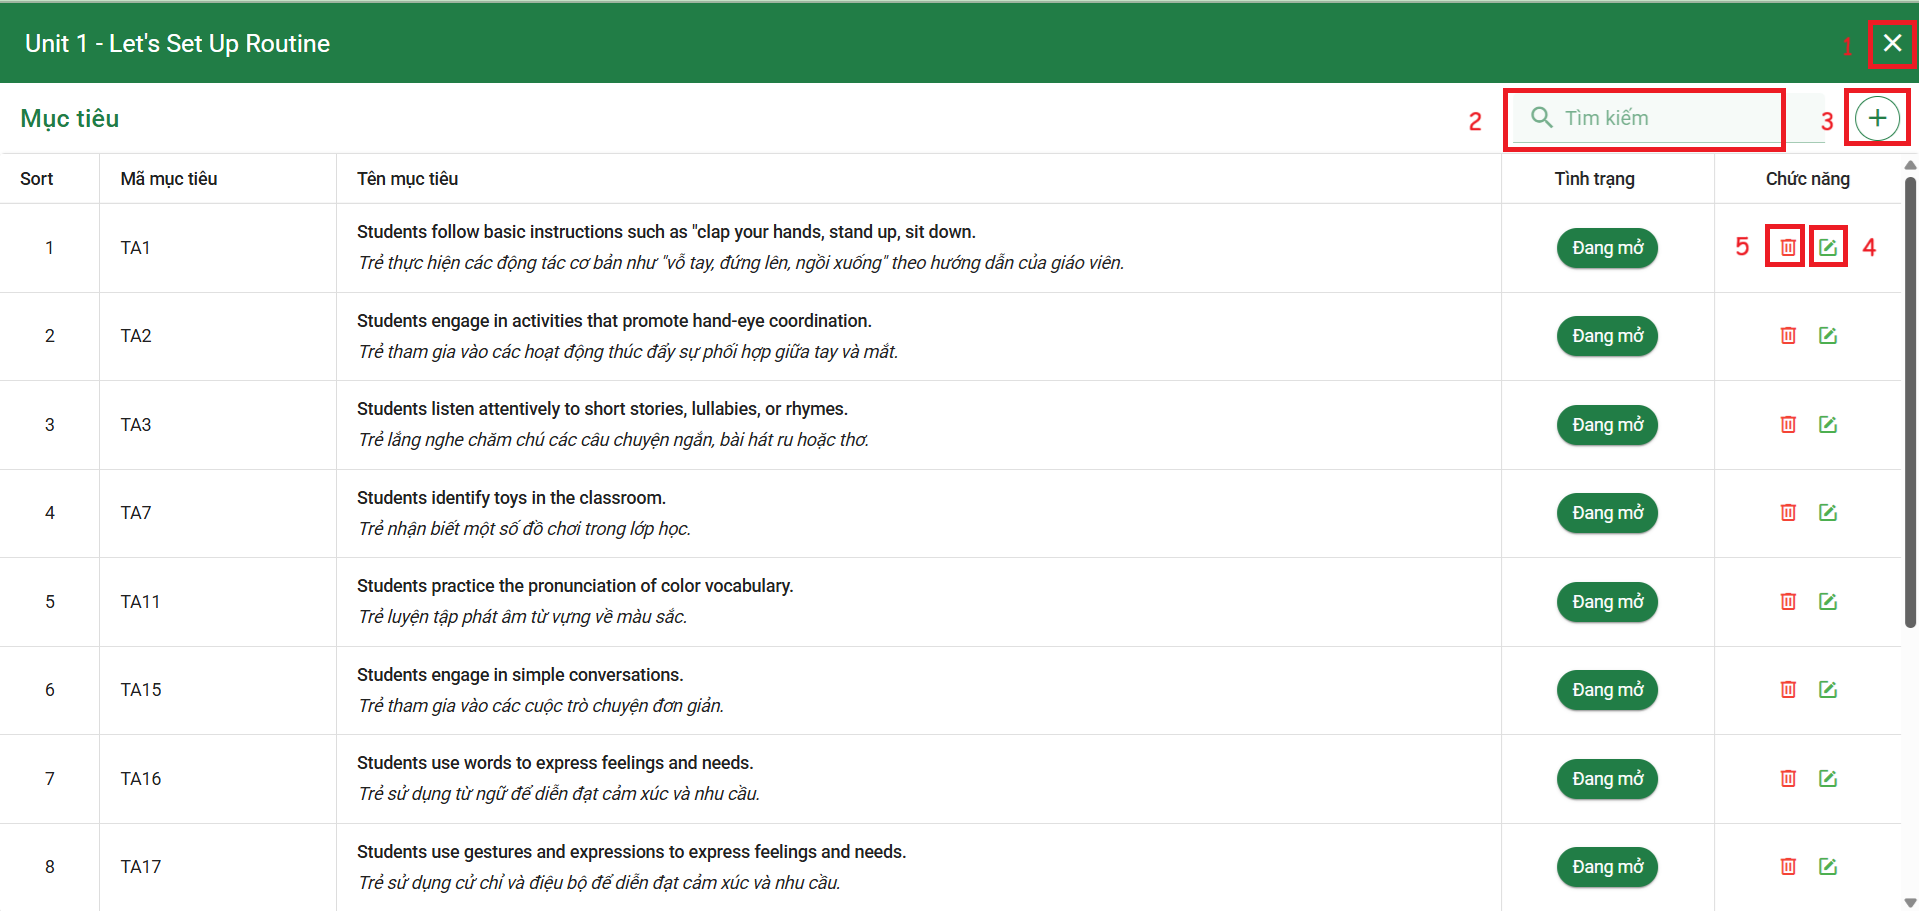 Unit 1 - Let's Set Up Routine
1
Mục tiêu
2
Tìm kiếm
3
Sort
Mã mục tiêu
Tên mục tiêu
Tình trạng
Chức năng
1
TA1
Students follow basic instructions such as "clap your hands, stand up, sit down.
Trẻ thực hiện các động tác cơ bản như "vỗ tay, đứng lên, ngồi xuống" theo hướng dẫn của giáo viên.
Đang mở
5
4
2
TA2
Students engage in activities that promote hand-eye coordination.
Trẻ tham gia vào các hoạt động thúc đẩy sự phối hợp giữa tay và mắt.
Đang mở
3
TA3
Students listen attentively to short stories, lullabies, or rhymes.
Trẻ lắng nghe chăm chú các câu chuyện ngắn, bài hát ru hoặc thơ.
Đang mở
4
TA7
Students identify toys in the classroom.
Trẻ nhận biết một số đồ chơi trong lớp học.
Đang mở
5
TA11
Students practice the pronunciation of color vocabulary.
Trẻ luyện tập phát âm từ vựng về màu sắc.
Đang mở
6
TA15
Students engage in simple conversations.
Trẻ tham gia vào các cuộc trò chuyện đơn giản.
Đang mở
7
TA16
Students use words to express feelings and needs.
Trẻ sử dụng từ ngữ để diễn đạt cảm xúc và nhu cầu.
Đang mở
8
TA17
Students use gestures and expressions to express feelings and needs.
Trẻ sử dụng cử chỉ và điệu bộ để diễn đạt cảm xúc và nhu cầu.
Đang mở